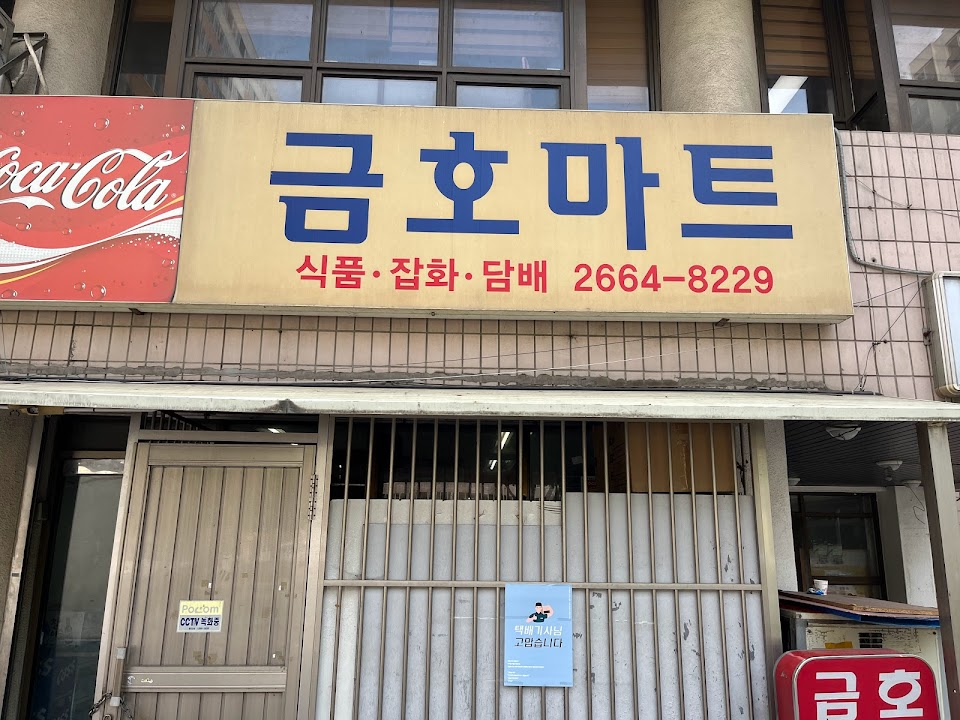 Coca-Cola
금호마트
식품·잡화·담배 2664-8229
CCTV 녹화중
택배기사님
고맙습니다
금호